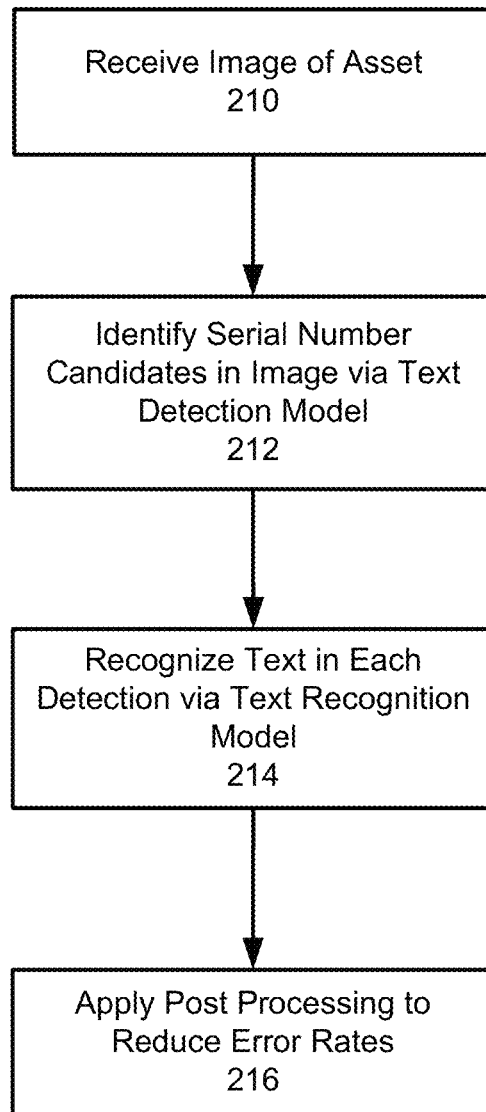 Receive Image of Asset
210
Identify Serial Number
Candidates in Image via Text
Detection Model
212
Recognize Text in Each
Detection via Text Recognition
Model
214
Apply Post Processing to
Reduce Error Rates
216